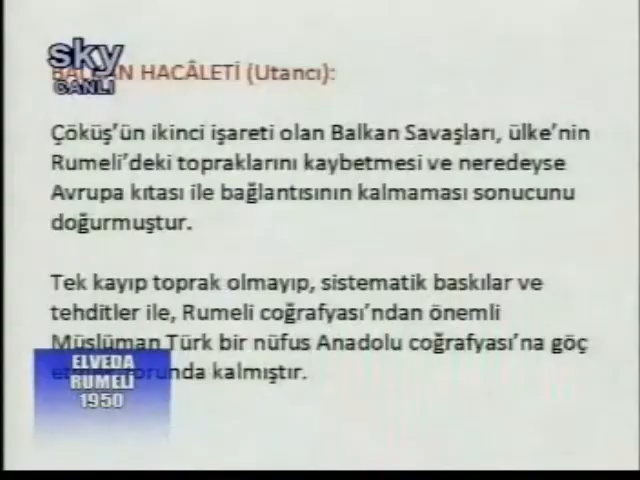 sky
CANLI
BALKAN HACÂLETİ (Utancı):
Çöküş'ün ikinci işareti olan Balkan Savaşları, ülke'nin
Rumeli'deki topraklarını kaybetmesi ve neredeyse
Avrupa kıtası ile bağlantısının kalmaması sonucunu
doğurmuştur.
Tek kayıp toprak olmayıp, sistematik baskılar ve
tehditler ile, Rumeli coğrafyası'ndan önemli
Müslüman Türk bir nüfus Anadolu coğrafyası'na göç
zorunda kalmıştır.
ELVEDA
RUMELİ
1950